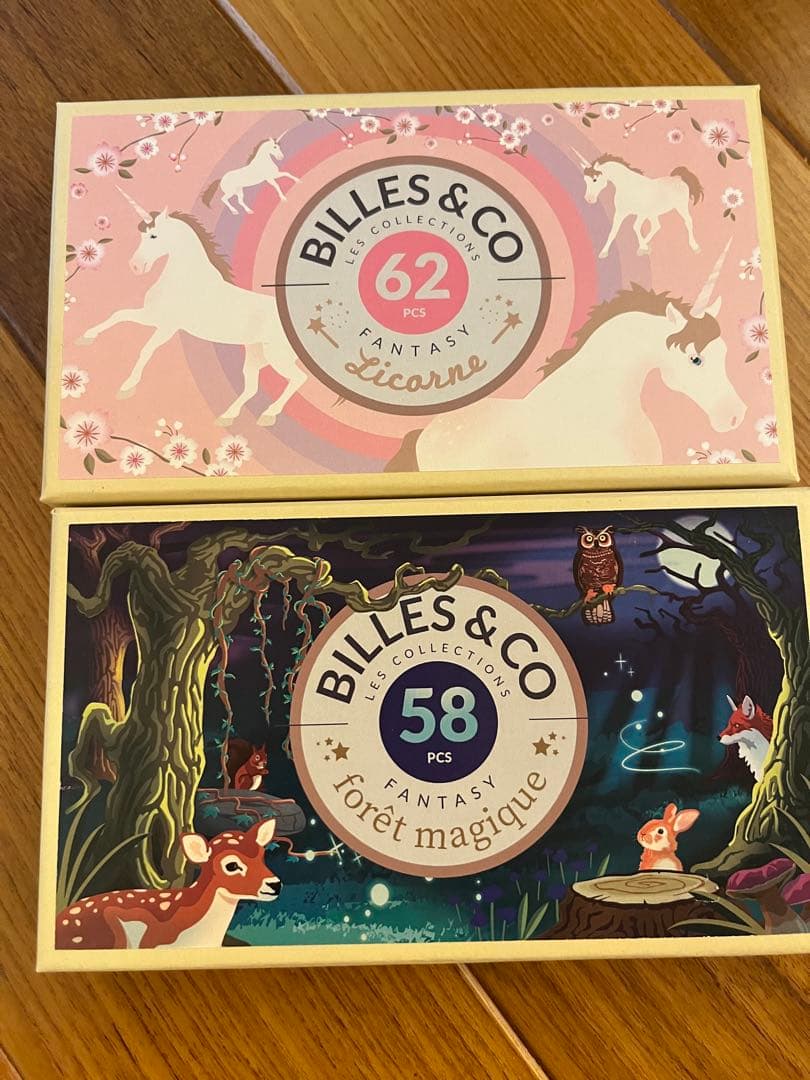 BILLES & CO
LES COLLECTIONS
62
PCS
FANTASY
Licorne
BILLES & CO
LES COLLECTIONS
58
PCS
FANTASY
forêt magique